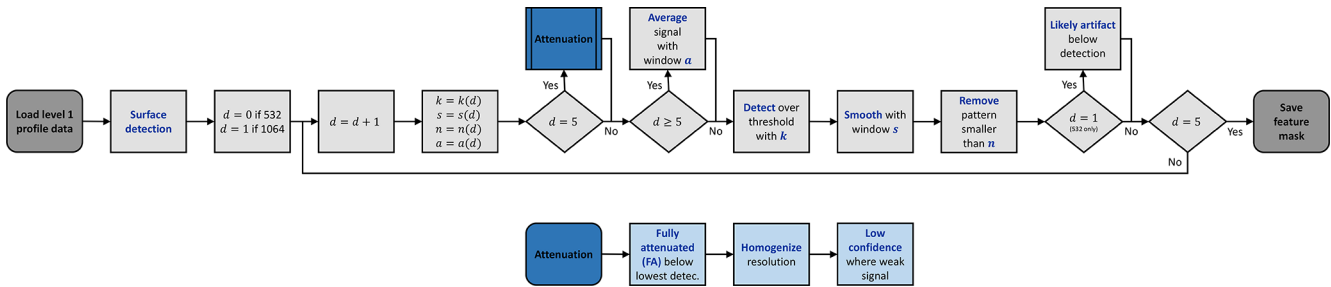 Load level 1
profile data
Surface
detection
d = 0 if 532
d = 1 if 1064
d = d + 1
k = k(d)
s = s(d)
n = n(d)
a = a(d)
Attenuation
Yes
d = 5
No
Average
signal
with
window a
Yes
d ≥ 5
No
Detect over
threshold
with k
Smooth with
window s
Remove
pattern
smaller
than n
Likely artifact
below
detection
Yes
d = 1
(532 only)
No
d = 5
Yes
No
Save
feature
mask
Attenuation
Fully
attenuated
(FA) below
lowest detec.
Homogenize
resolution
Low
confidence
where weak
signal